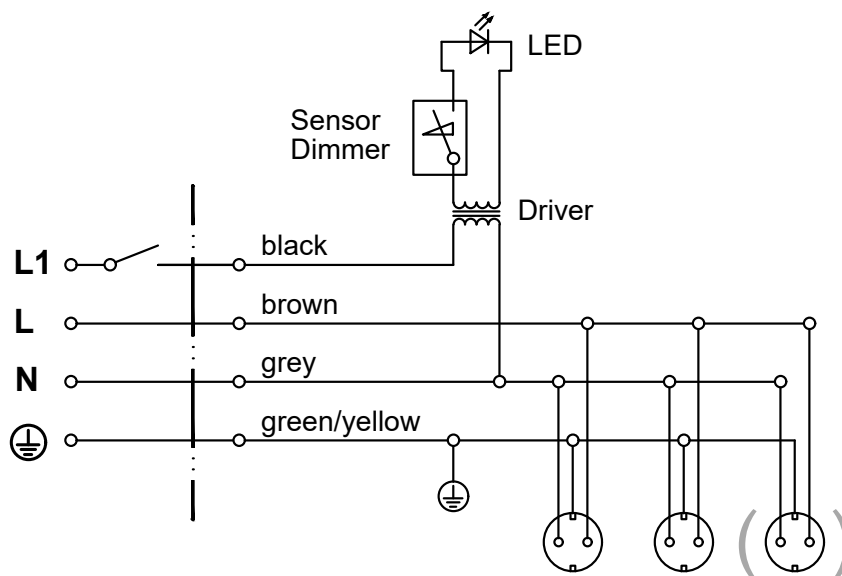 LED
Sensor
Dimmer
Driver
L1
black
L
brown
N
grey
green/yellow